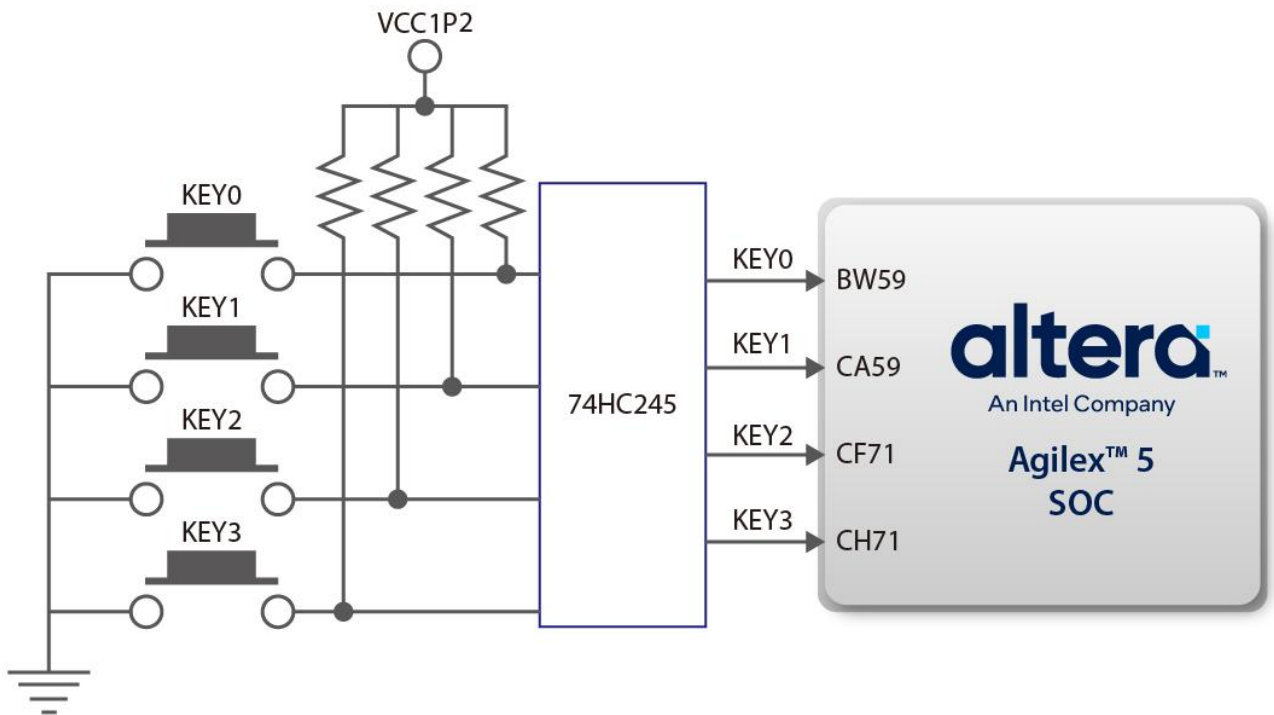 VCC1P2
KEY0
KEY1
KEY2
KEY3
74HC245
KEY0
KEY1
KEY2
KEY3
BW59
CA59
CF71
CH71
altera™
An Intel Company
Agilex™ 5
SOC